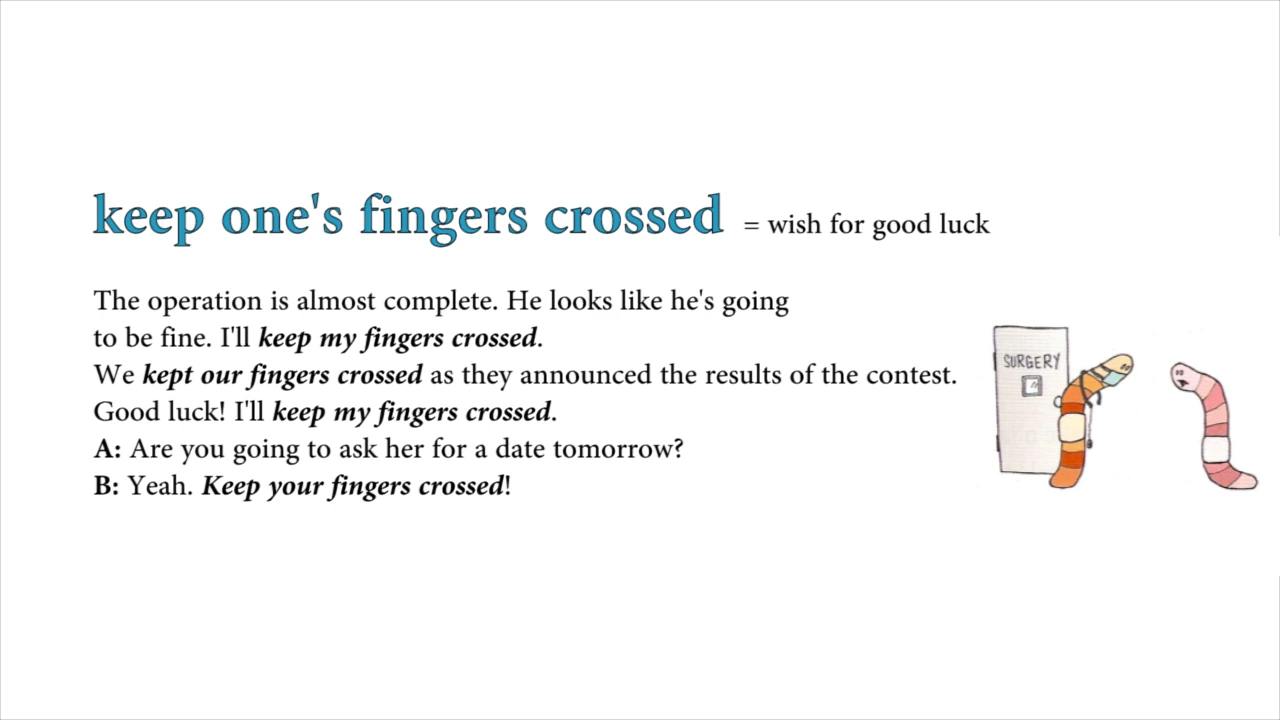 keep one's fingers crossed = wish for good luck
The operation is almost complete. He looks like he's going
to be fine. I'll keep my fingers crossed.
We kept our fingers crossed as they announced the results of the contest.
Good luck! I'll keep my fingers crossed.
A: Are you going to ask her for a date tomorrow?
B: Yeah. Keep your fingers crossed!
SURGERY